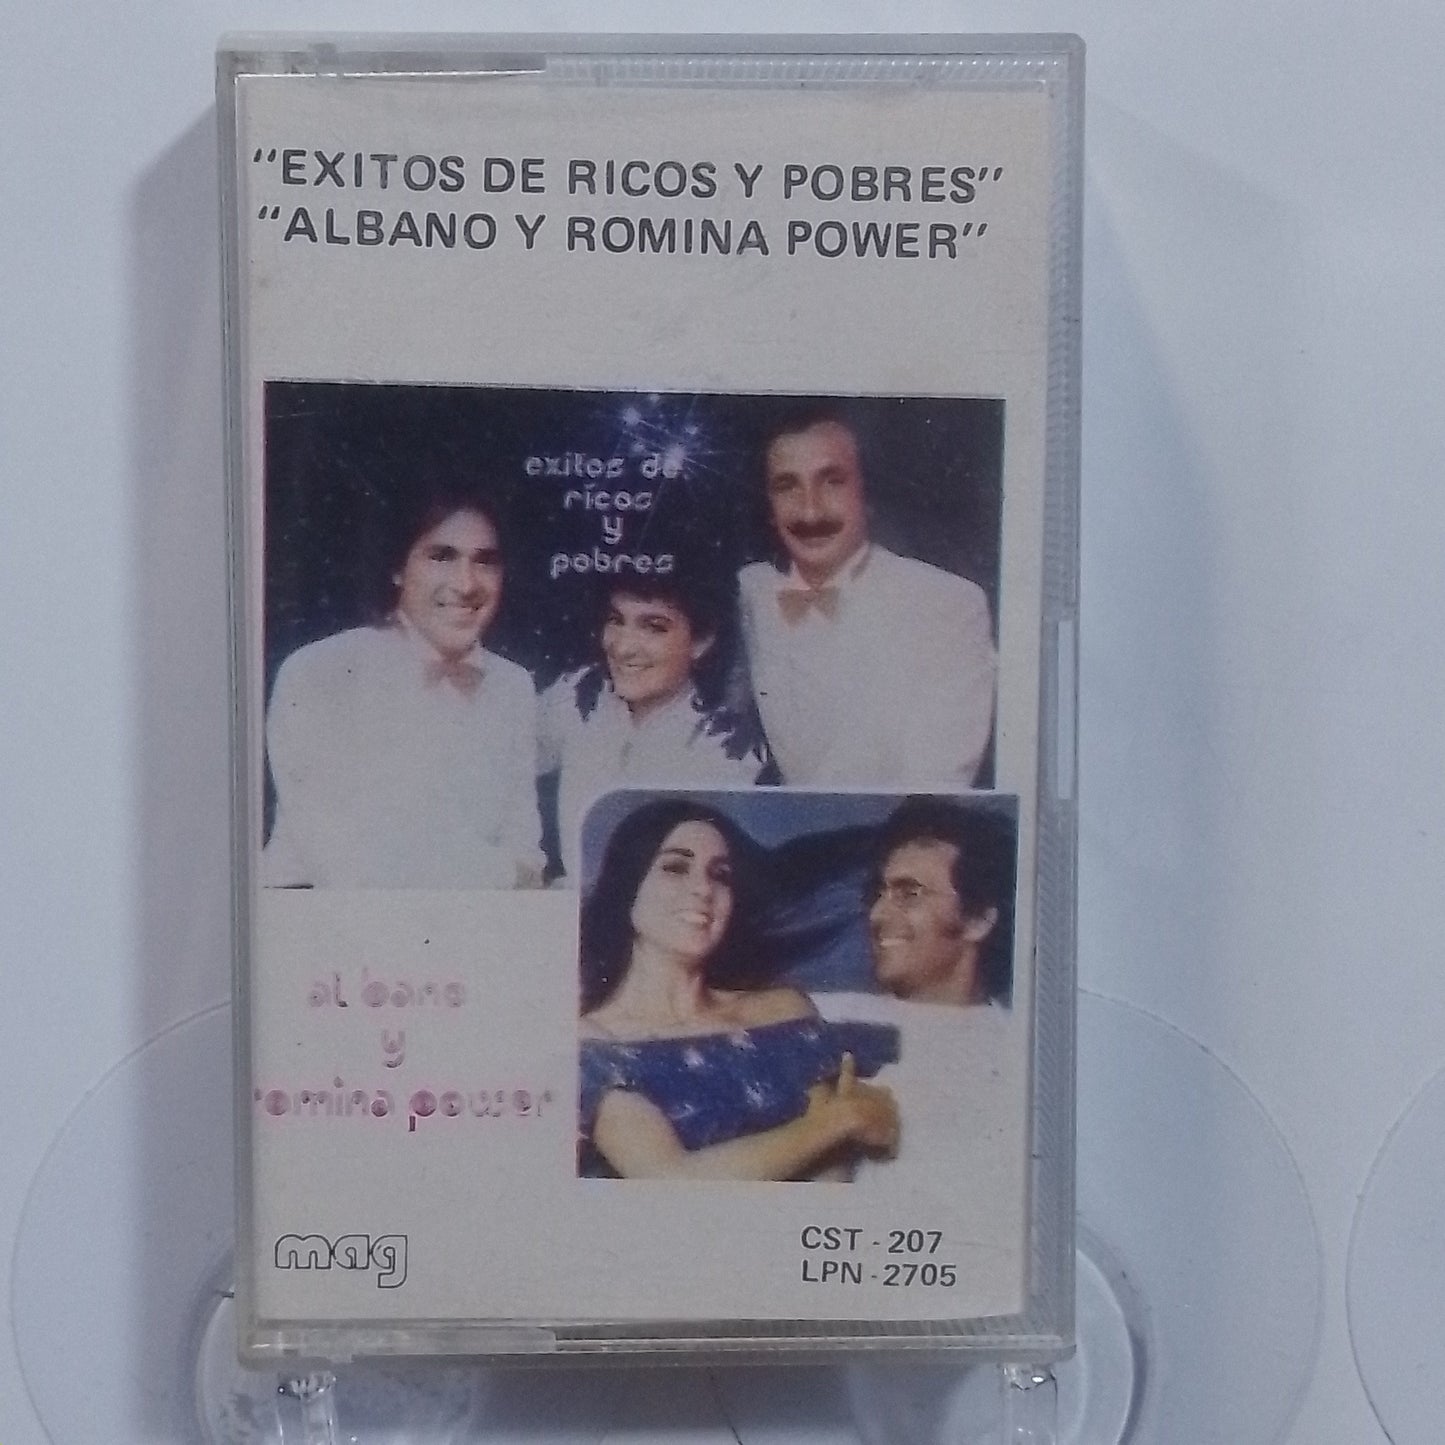 "EXITOS DE RICOS Y POBRES"
"ALBANO Y ROMINA POWER"
exitos de
ricos
y
pobres
al bano
y
romina power
mag
CST - 207
LPN - 2705